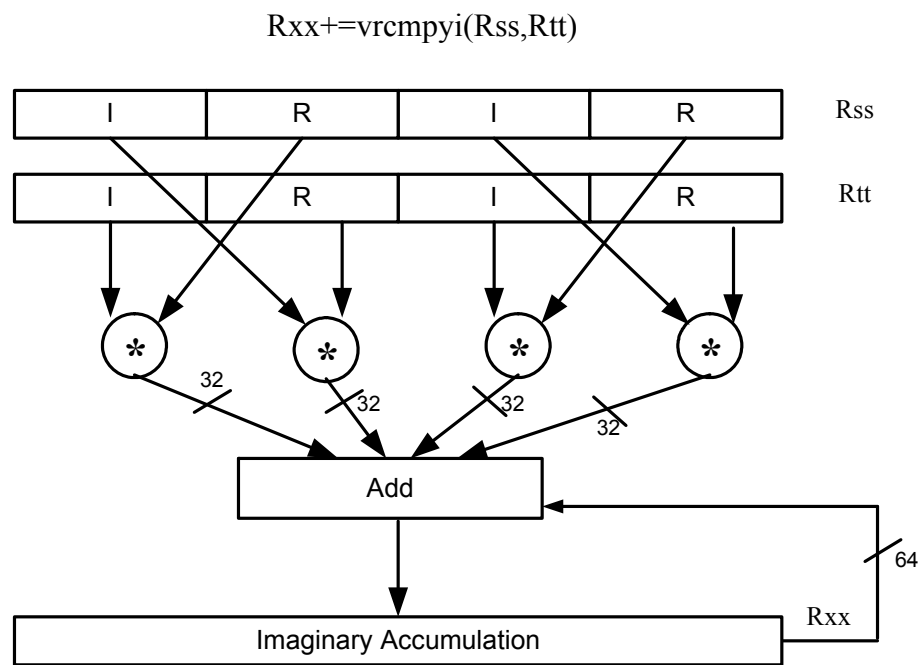 Rxx+=vrcmpyi(Rss,Rtt)
I R I R Rss
I R I R Rtt
* * * *
32 32 32 32
Add
64
Imaginary Accumulation Rxx